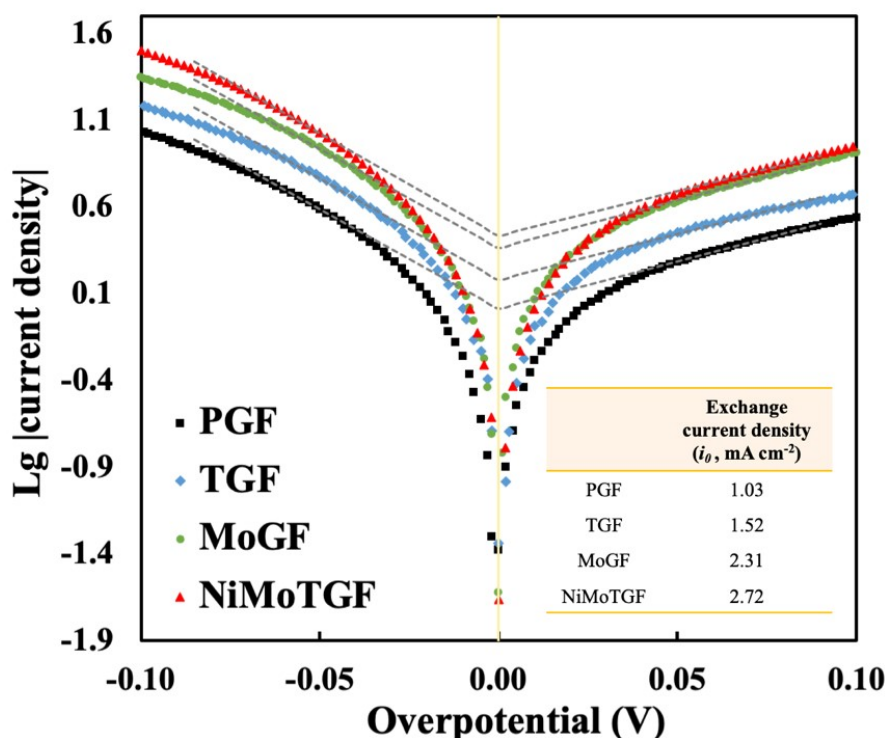 Lg |current density|
1.6
1.1
0.6
0.1
-0.4
-0.9
-1.4
-1.9
PGF
TGF
MoGF
NiMoTGF
Exchange
current density
(i₀ , mA cm⁻²)
PGF 1.03
TGF 1.52
MoGF 2.31
NiMoTGF 2.72
-0.10 -0.05 0.00 0.05 0.10
Overpotential (V)